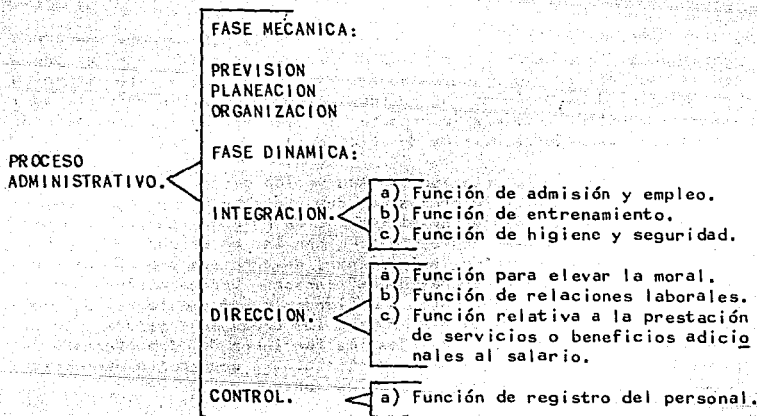 FASE MECANICA:
PREVISION
PLANEACION
ORGANIZACION
FASE DINAMICA:
PROCESO
ADMINISTRATIVO.
INTEGRACION.
a) Función de admisión y empleo.
b) Función de entrenamiento.
c) Función de higiene y seguridad.
DIRECCION.
a) Función para elevar la moral.
b) Función de relaciones laborales.
c) Función relativa a la prestación
de servicios o beneficios adicio
nales al salario.
CONTROL.
a) Función de registro del personal.